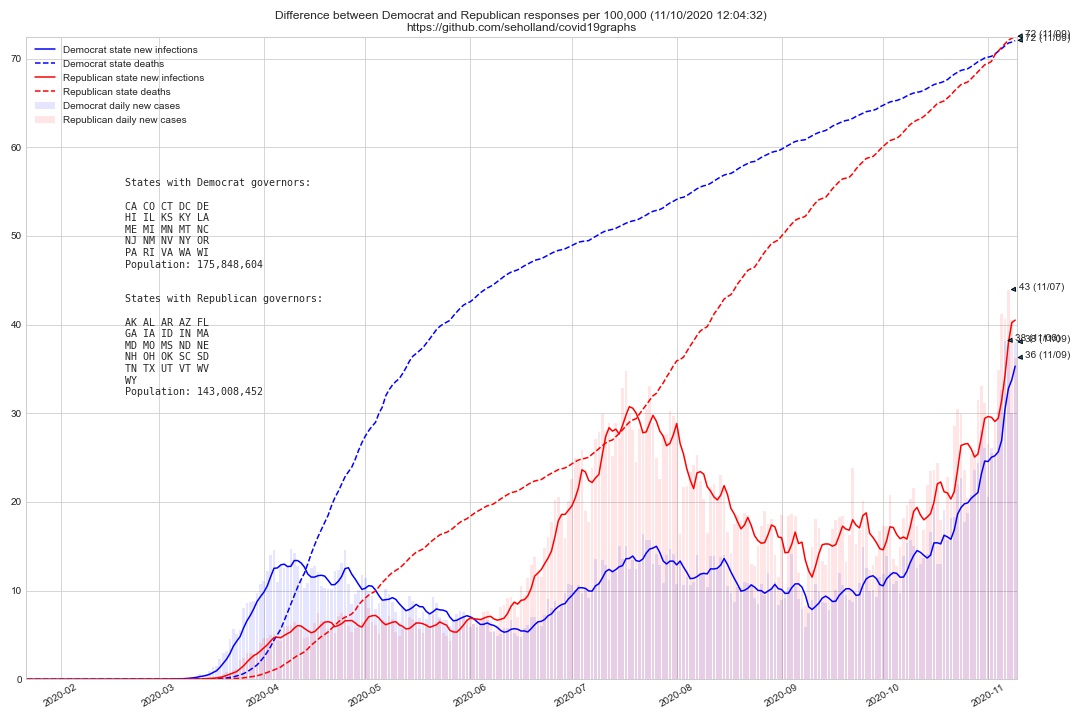 Difference between Democrat and Republican responses per 100,000 (11/10/2020 12:04:32)
https://github.com/seholland/covid19graphs
Democrat state new infections
Democrat state deaths
Republican state new infections
Republican state deaths
Democrat daily new cases
Republican daily new cases
States with Democrat governors:
CA CO CT DC DE
HI IL KS KY LA
ME MI MN MT NC
NJ NM NV NY OR
PA RI VA WA WI
Population: 175,848,604
States with Republican governors:
AK AL AR AZ FL
GA IA ID IN MA
MD MO MS ND NE
NH OH OK SC SD
TN TX UT VT WV
WY
Population: 143,008,452
72 (11/09)
72 (11/09)
43 (11/07)
36 (11/09)
70
60
50
40
30
20
10
0
2020-02
2020-03
2020-04
2020-05
2020-06
2020-07
2020-08
2020-09
2020-10
2020-11